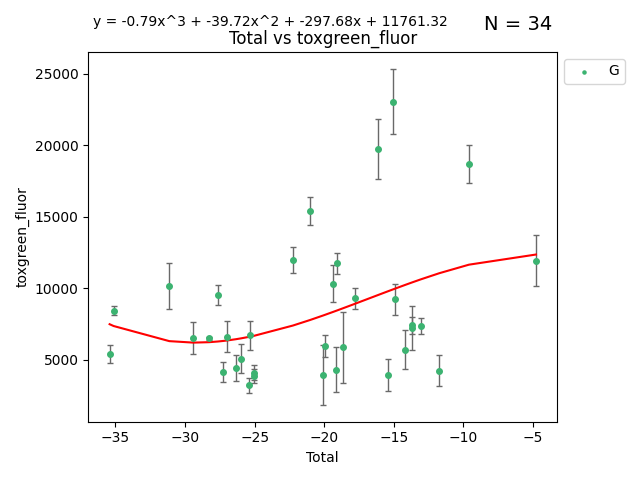 y = -0.79x^3 + -39.72x^2 + -297.68x + 11761.32
N = 34
Total vs toxgreen_fluor
G
25000
20000
15000
10000
5000
toxgreen_fluor
−35 −30 −25 −20 −15 −10 −5
Total